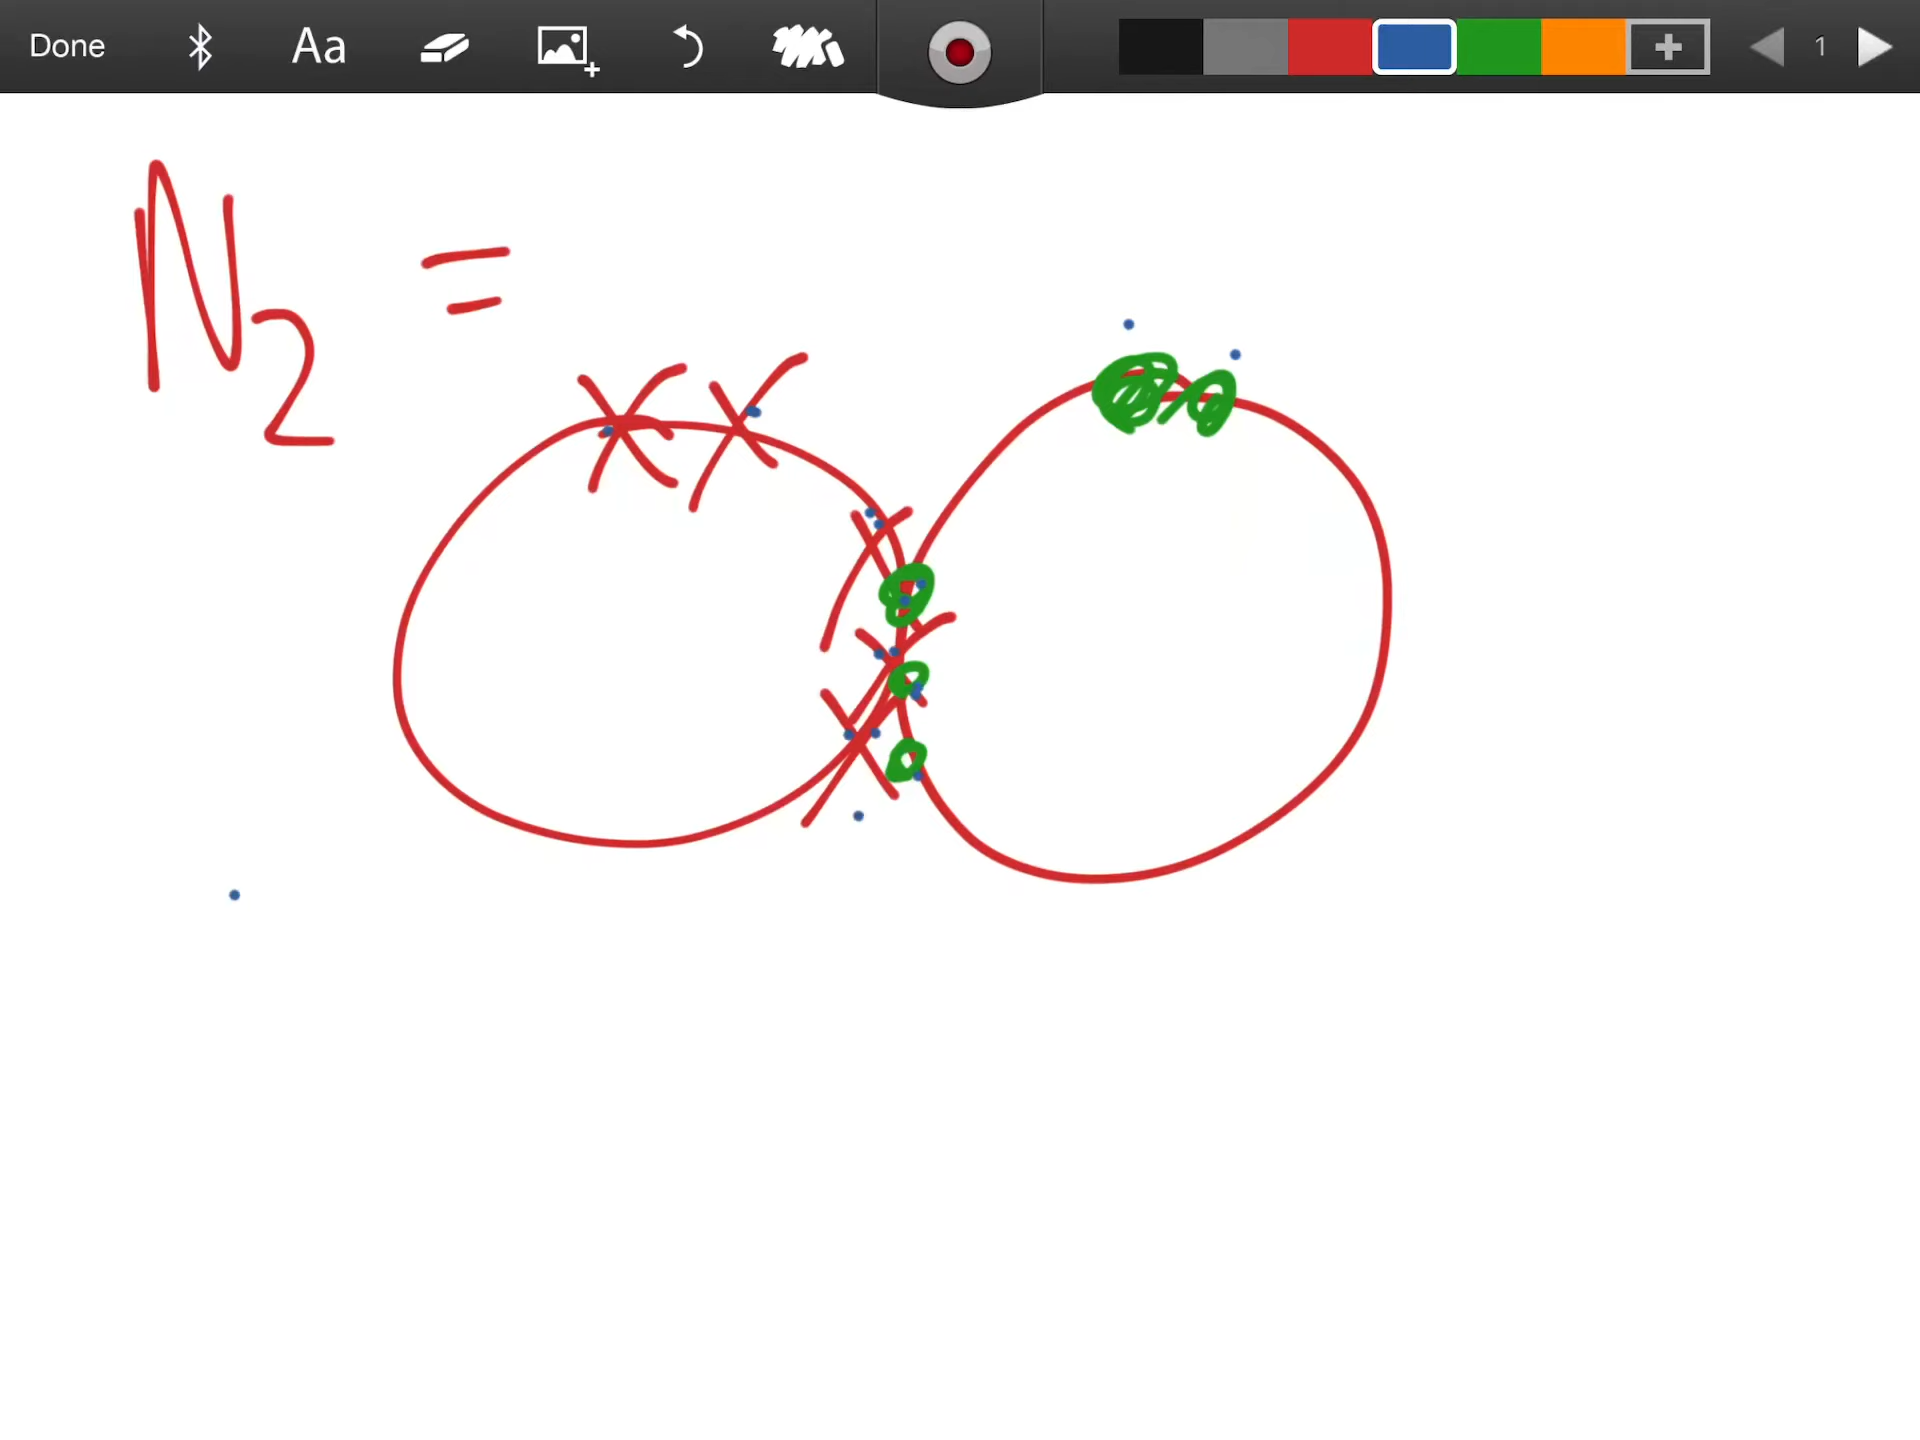 Done Aa 1
N₂ =